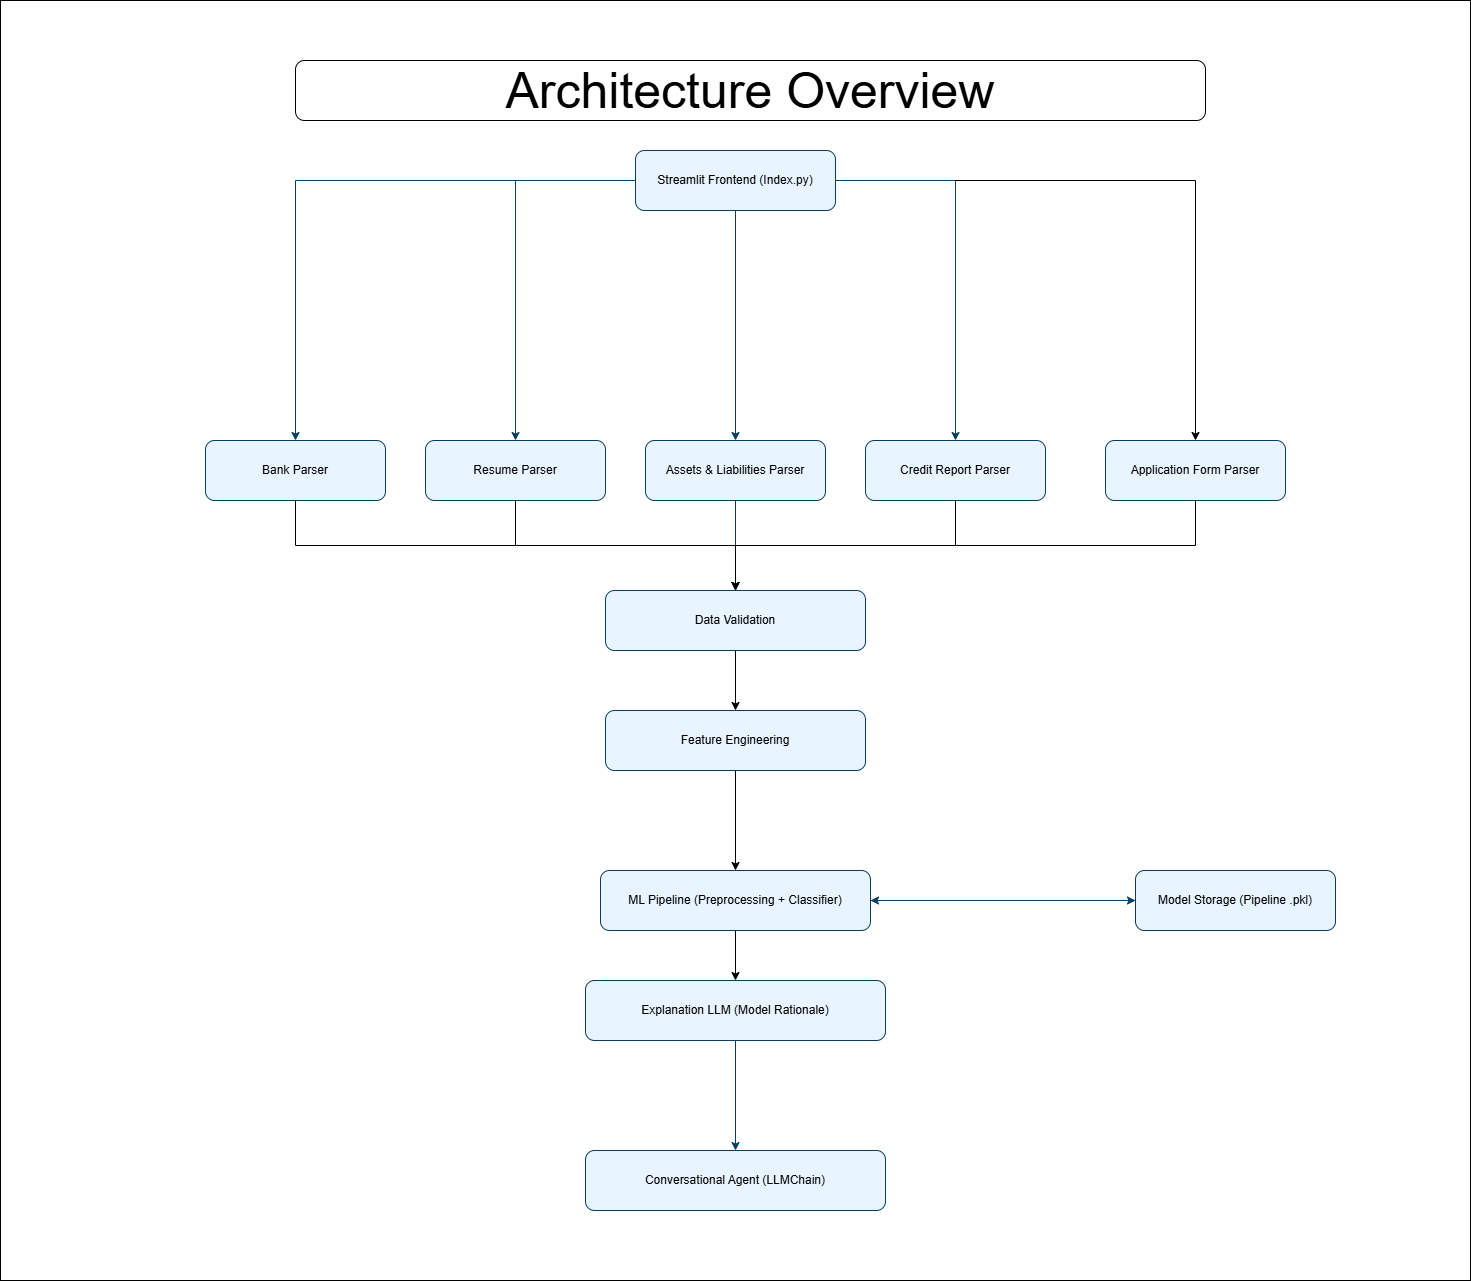 Architecture Overview
Streamlit Frontend (Index.py)
Bank Parser
Resume Parser
Assets & Liabilities Parser
Credit Report Parser
Application Form Parser
Data Validation
Feature Engineering
ML Pipeline (Preprocessing + Classifier)
Model Storage (Pipeline .pkl)
Explanation LLM (Model Rationale)
Conversational Agent (LLMChain)